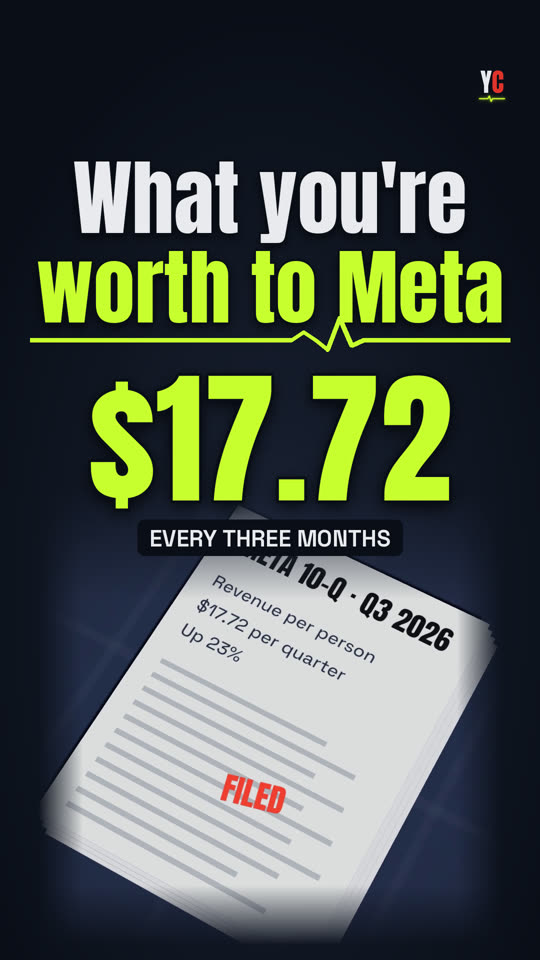 YC
What you're
worth to Meta
$17.72
EVERY THREE MONTHS
META 10-Q · Q3 2026
Revenue per person
$17.72 per quarter
Up 23%
FILED